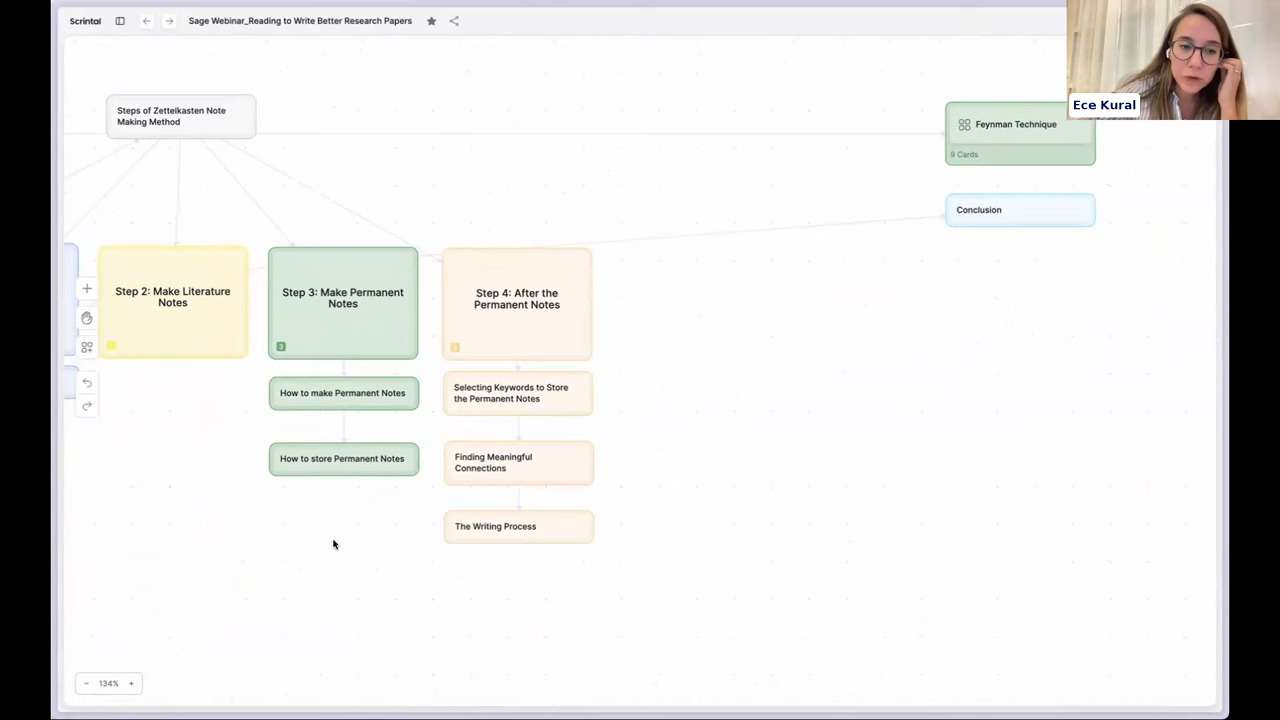 Scrintal
Sage Webinar_Reading to Write Better Research Papers
Ece Kural
Steps of Zettelkasten Note
Making Method
Feynman Technique
9 Cards
Conclusion
Step 2: Make Literature
Notes
Step 3: Make Permanent
Notes
3
Step 4: After the
Permanent Notes
How to make Permanent Notes
Selecting Keywords to Store
the Permanent Notes
How to store Permanent Notes
Finding Meaningful
Connections
The Writing Process
134%